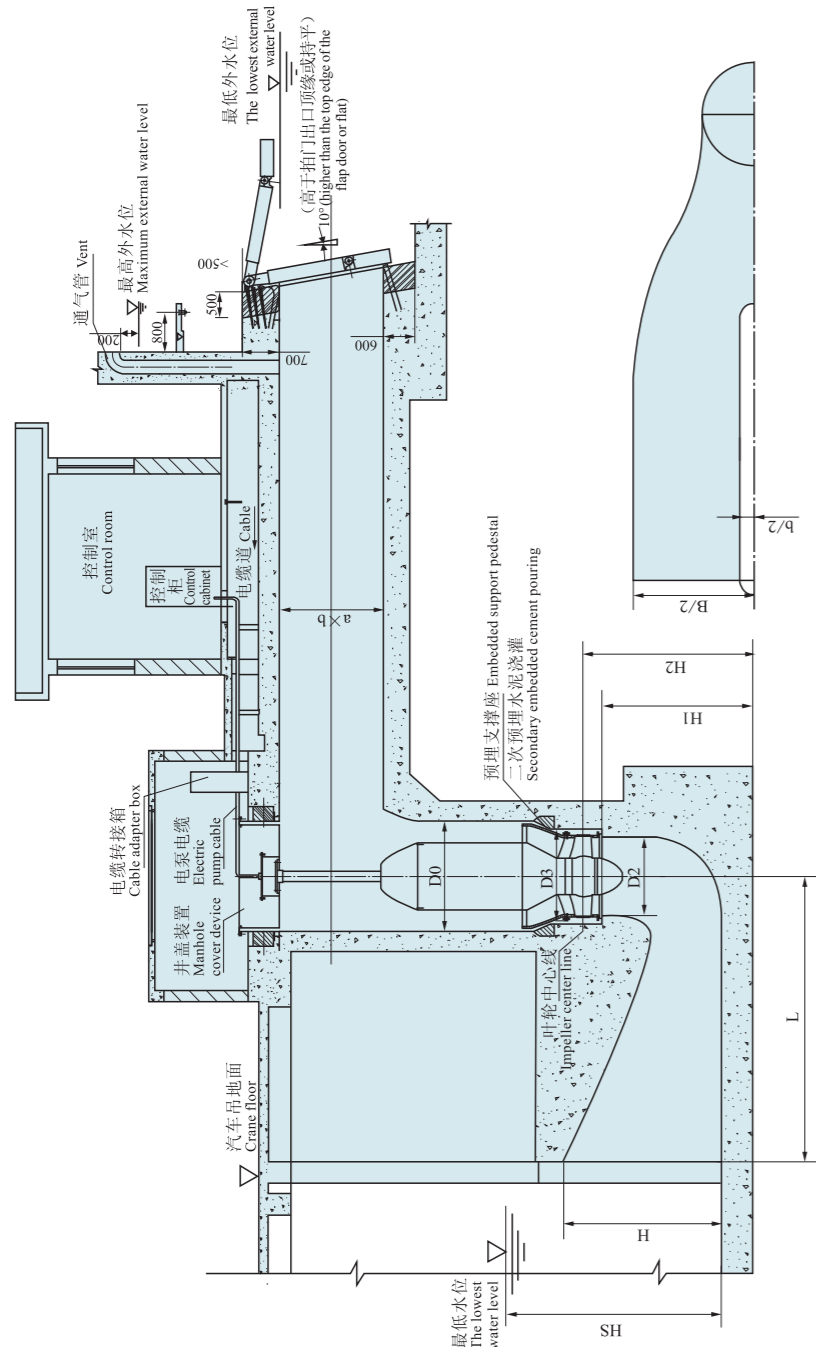 通气管 Vent
最高外水位
Maximum external water level
最低外水位
The lowest external
water level
(高于拍门出口顶缘或持平)
10° (higher than the top edge of the
flap door or flat)
200
800
500
>500
700
600
控制室
Control room
控制
柜
Control
cabinet
电缆道 Cable
a×b
电缆转接箱
Cable adapter box
电泵电缆
Electric
pump cable
井盖装置
Manhole
cover device
汽车吊地面
Crane floor
预埋支撑座 Embedded support pedestal
二次预埋水泥浇灌
Secondary embedded cement pouring
D0
D3
D2
叶轮中心线
Impeller center line
H2
H1
L
H
HS
最低水位
The lowest
water level
B/2
b/2